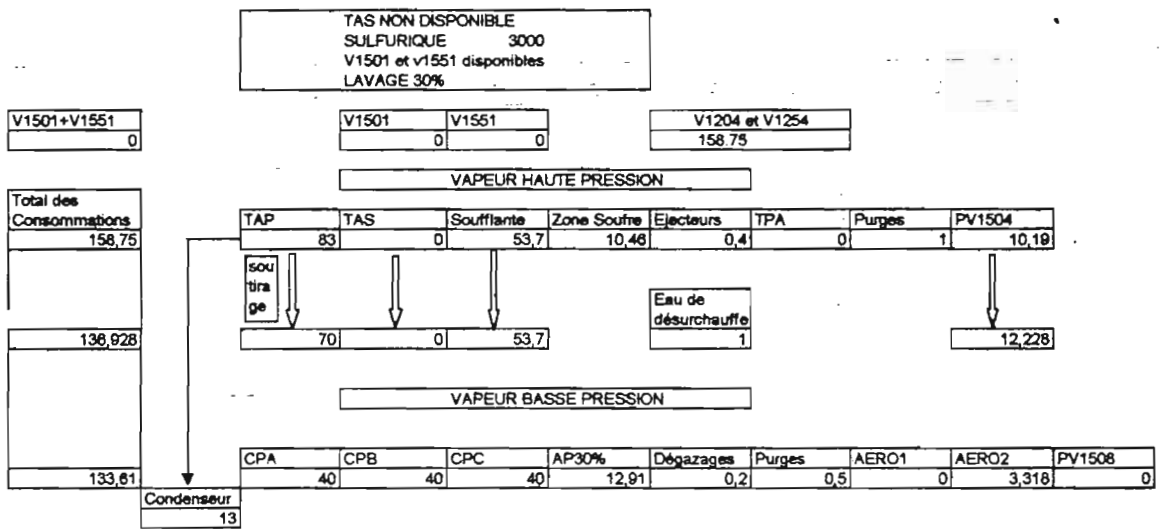 TAS NON DISPONIBLE
SULFURIQUE 3000
V1501 et v1551 disponibles
LAVAGE 30%
V1501+V1551 V1501 V1551 V1204 et V1254
0 0 0 158.75
VAPEUR HAUTE PRESSION
Total des
Consommations TAP TAS Soufflante Zone Soufre Ejecteurs TPA Purges PV1504
158,75 83 0 53,7 10,46 0,4 0 1 10,19
sou
tira
ge
Eau de
désurchauffe
136,928 70 0 53,7 1 12,228
VAPEUR BASSE PRESSION
CPA CPB CPC AP30% Dégazages Purges AERO1 AERO2 PV1508
133,61 40 40 40 12,91 0,2 0,5 0 3,318 0
Condenseur
13